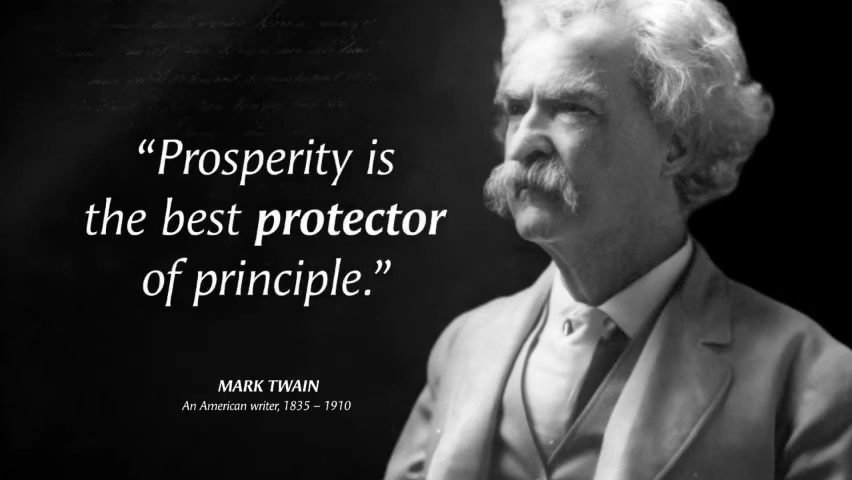 “Prosperity is
the best protector
of principle.”
MARK TWAIN
An American writer, 1835 – 1910